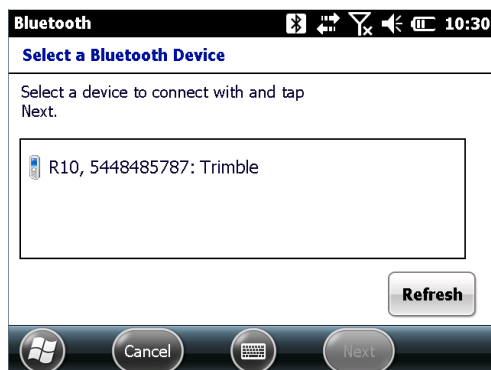 Bluetooth 10:30
Select a Bluetooth Device
Select a device to connect with and tap
Next.
R10, 5448485787: Trimble
Refresh
Cancel Next